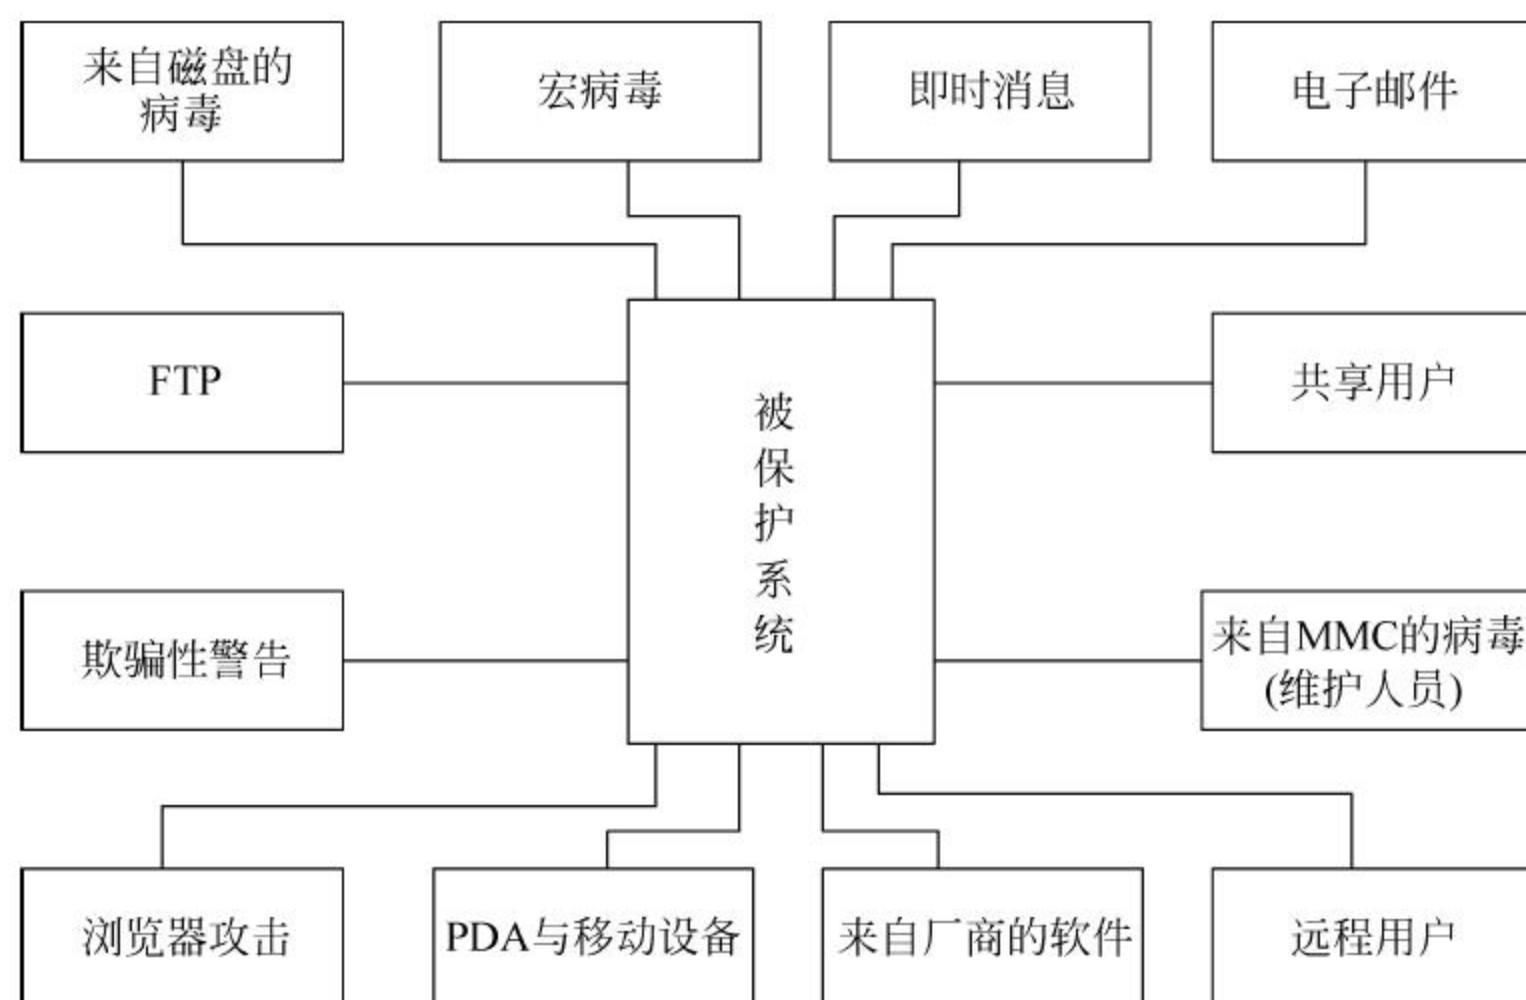 来自磁盘的
病毒
宏病毒
即时消息
电子邮件
FTP
共享用户
被保护系统
欺骗性警告
来自MMC的病毒
(维护人员)
浏览器攻击
PDA与移动设备
来自厂商的软件
远程用户